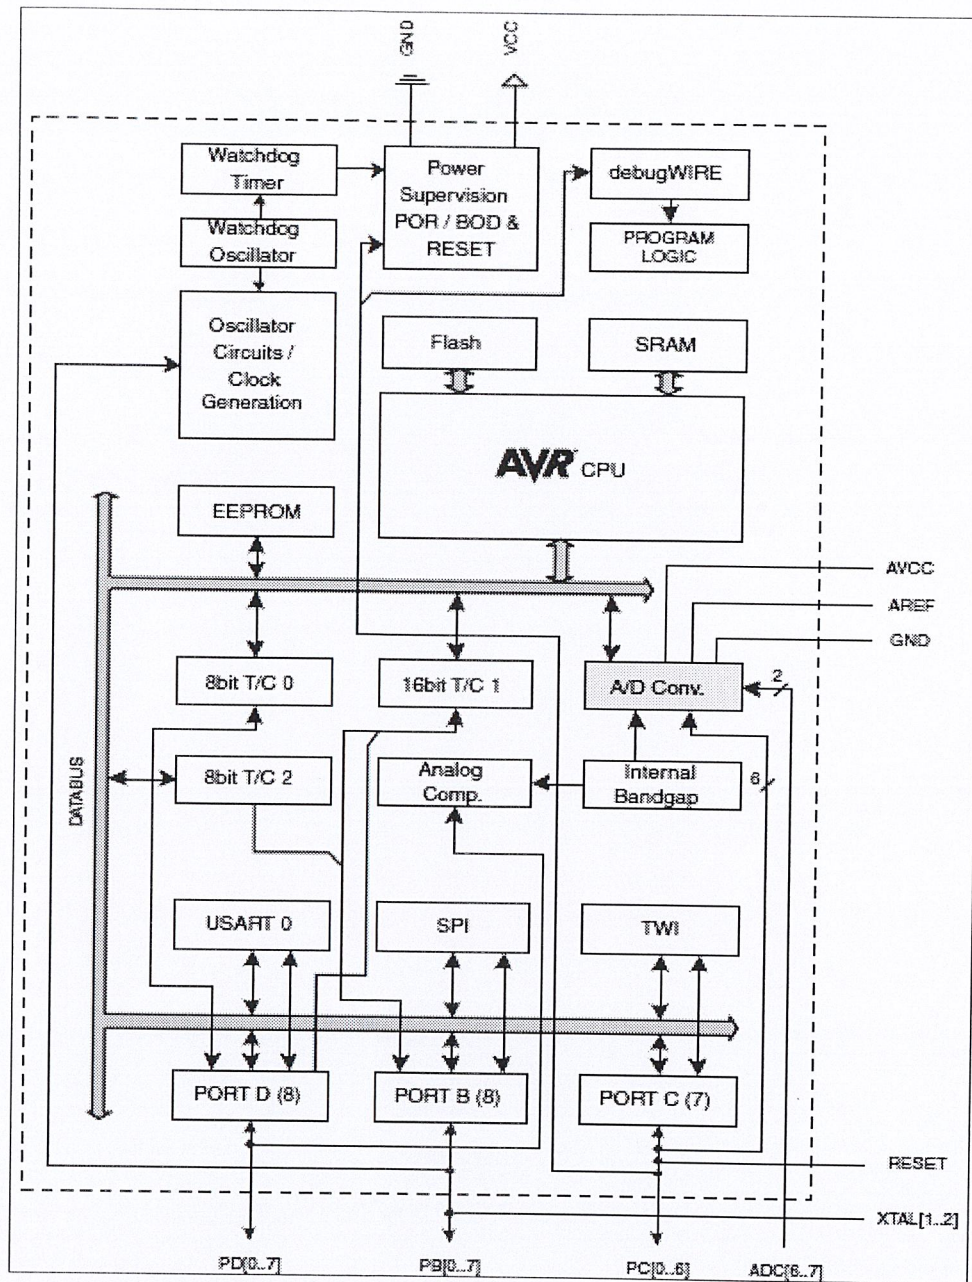 GND
VCC
Watchdog
Timer
Power
Supervision
POR / BOD &
RESET
debugWIRE
Watchdog
Oscillator
PROGRAM
LOGIC
Oscillator
Circuits /
Clock
Generation
Flash
SRAM
AVR CPU
EEPROM
AVCC
AREF
GND
8bit T/C 0
16bit T/C 1
A/D Conv.
2
DATABUS
8bit T/C 2
Analog
Comp.
Internal
Bandgap
6
USART 0
SPI
TWI
PORT D (8)
PORT B (8)
PORT C (7)
RESET
XTAL[1..2]
PD[0..7]
PB[0..7]
PC[0..6]
ADC[6..7]